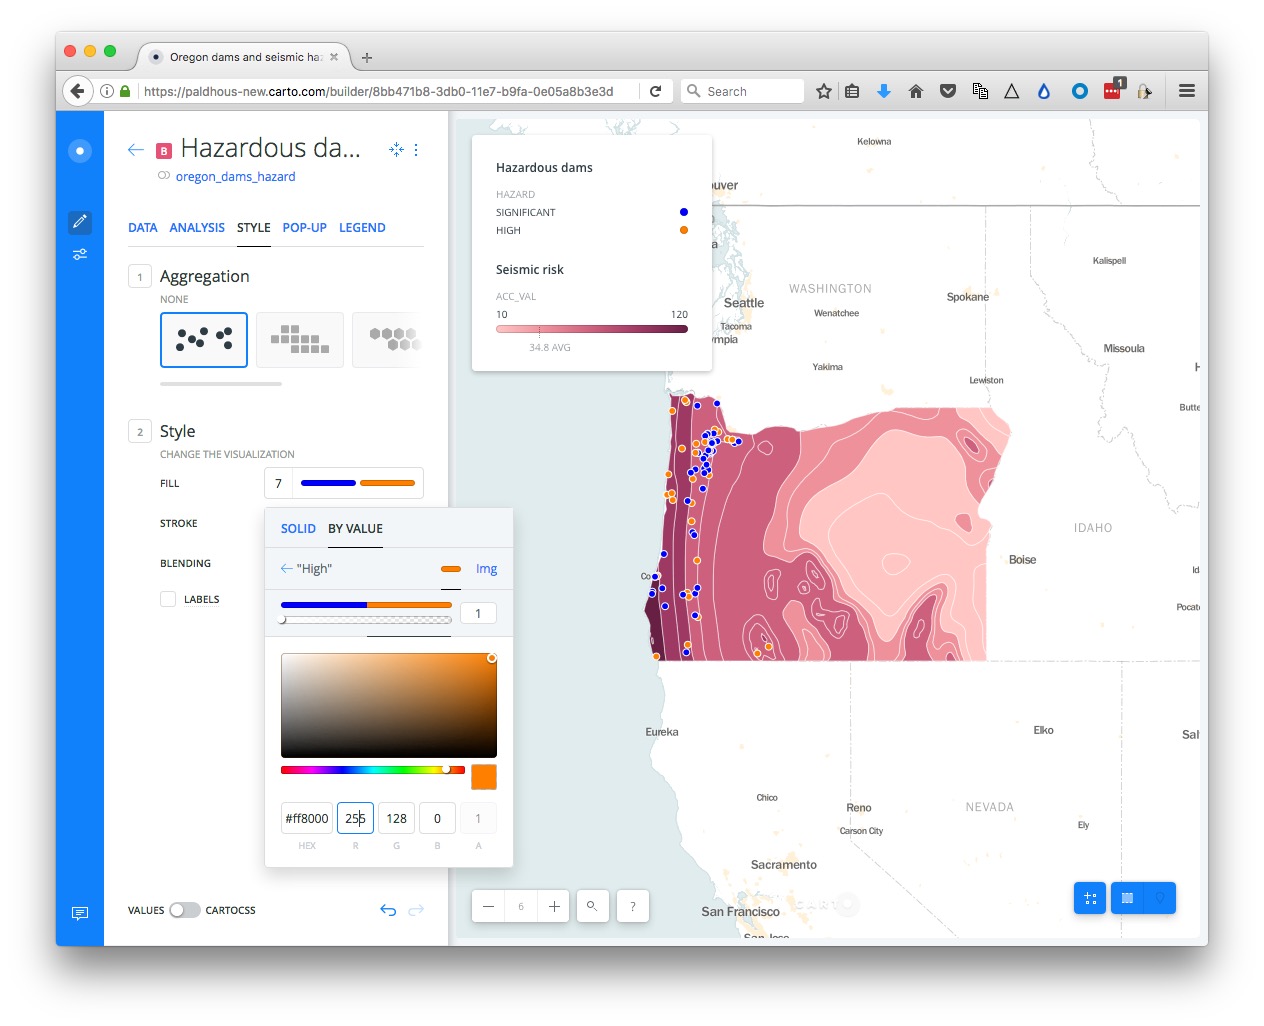 Oregon dams and seismic haz
https://paldhous-new.carto.com/builder/8bb471b8-3db0-11e7-b9fa-0e05a8b3e3d
Search
1
B Hazardous da...
oregon_dams_hazard
DATA ANALYSIS STYLE POP-UP LEGEND
1 Aggregation
NONE
2 Style
CHANGE THE VISUALIZATION
FILL 7
STROKE
BLENDING
LABELS
SOLID BY VALUE
"High" Img
1
#ff8000 255 128 0 1
HEX R G B A
VALUES CARTOCSS
Hazardous dams
HAZARD
SIGNIFICANT
HIGH
Seismic risk
ACC_VAL
10 120
34.8 AVG
Kelowna
ouver
a
Kalispell
WASHINGTON
Spokane
Seattle
Wenatchee
Tacoma
ympia
Missoula
Yakima
H
Lewiston
Butte
IDAHO
Boise
Id
Co
Pocat
Eureka
Elko
Sal
Chico
Reno
NEVADA
Carson City
Ely
Sacramento
San Francisco
CARTO
San Jose
6
?